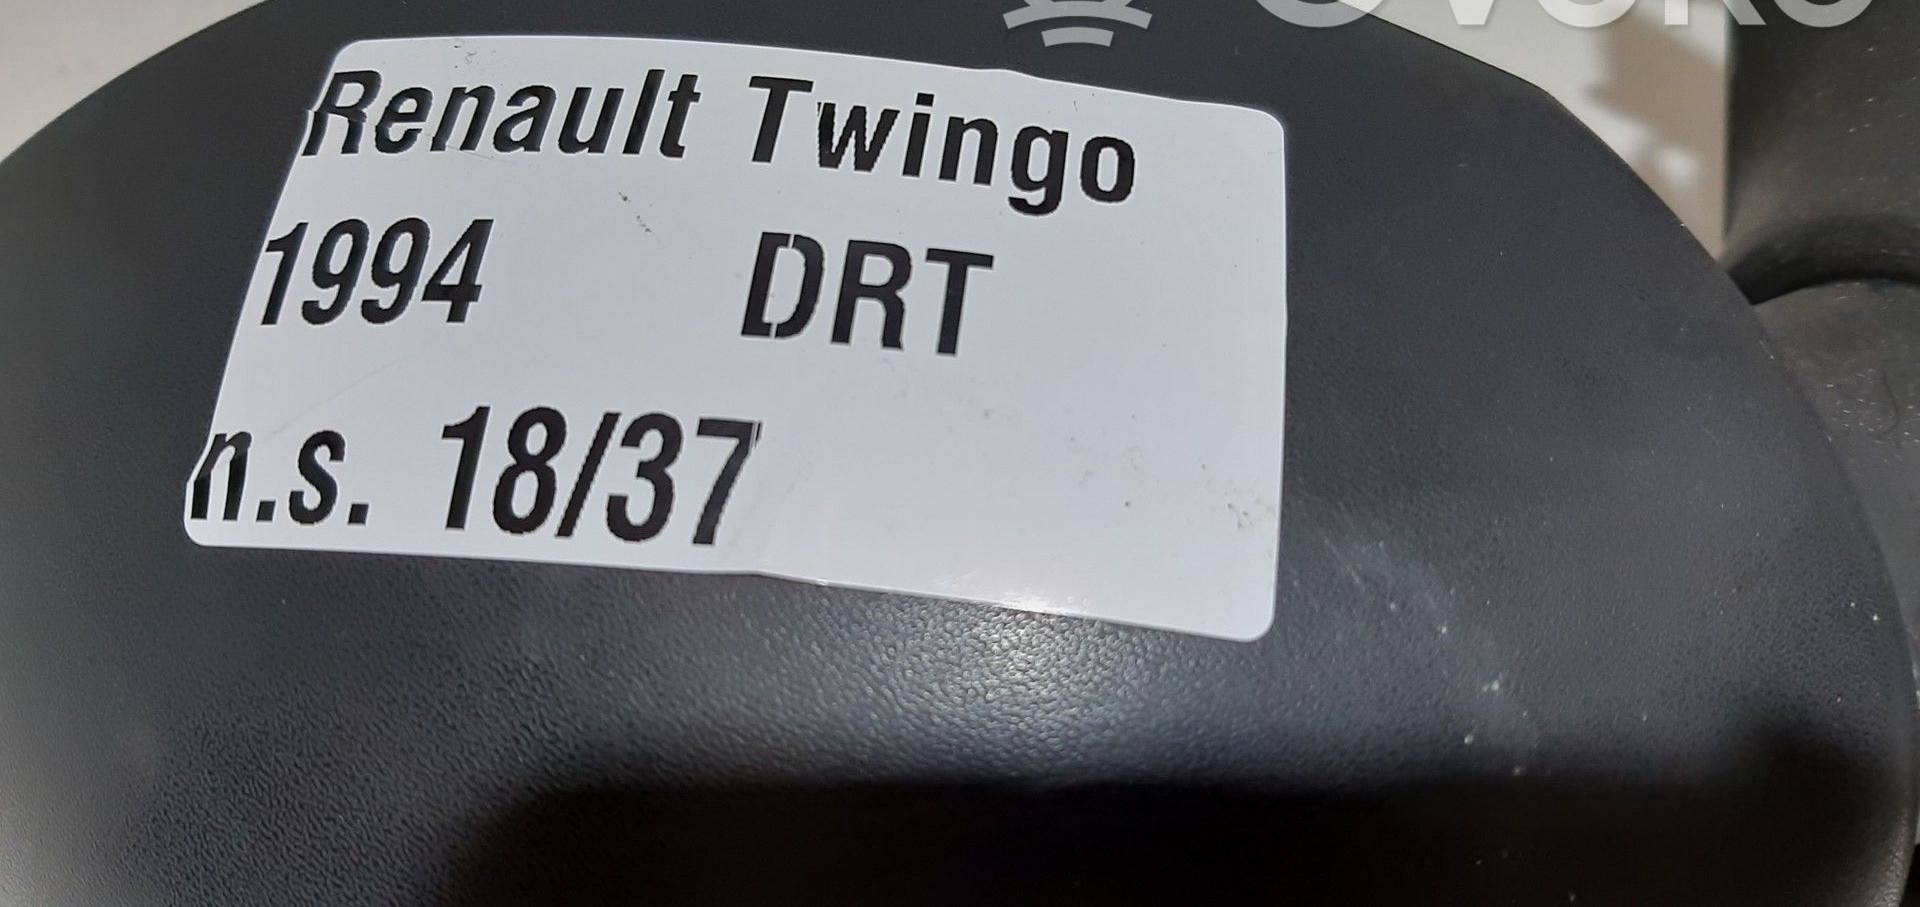 Renault Twingo
1994 DRT
n.s. 18/37